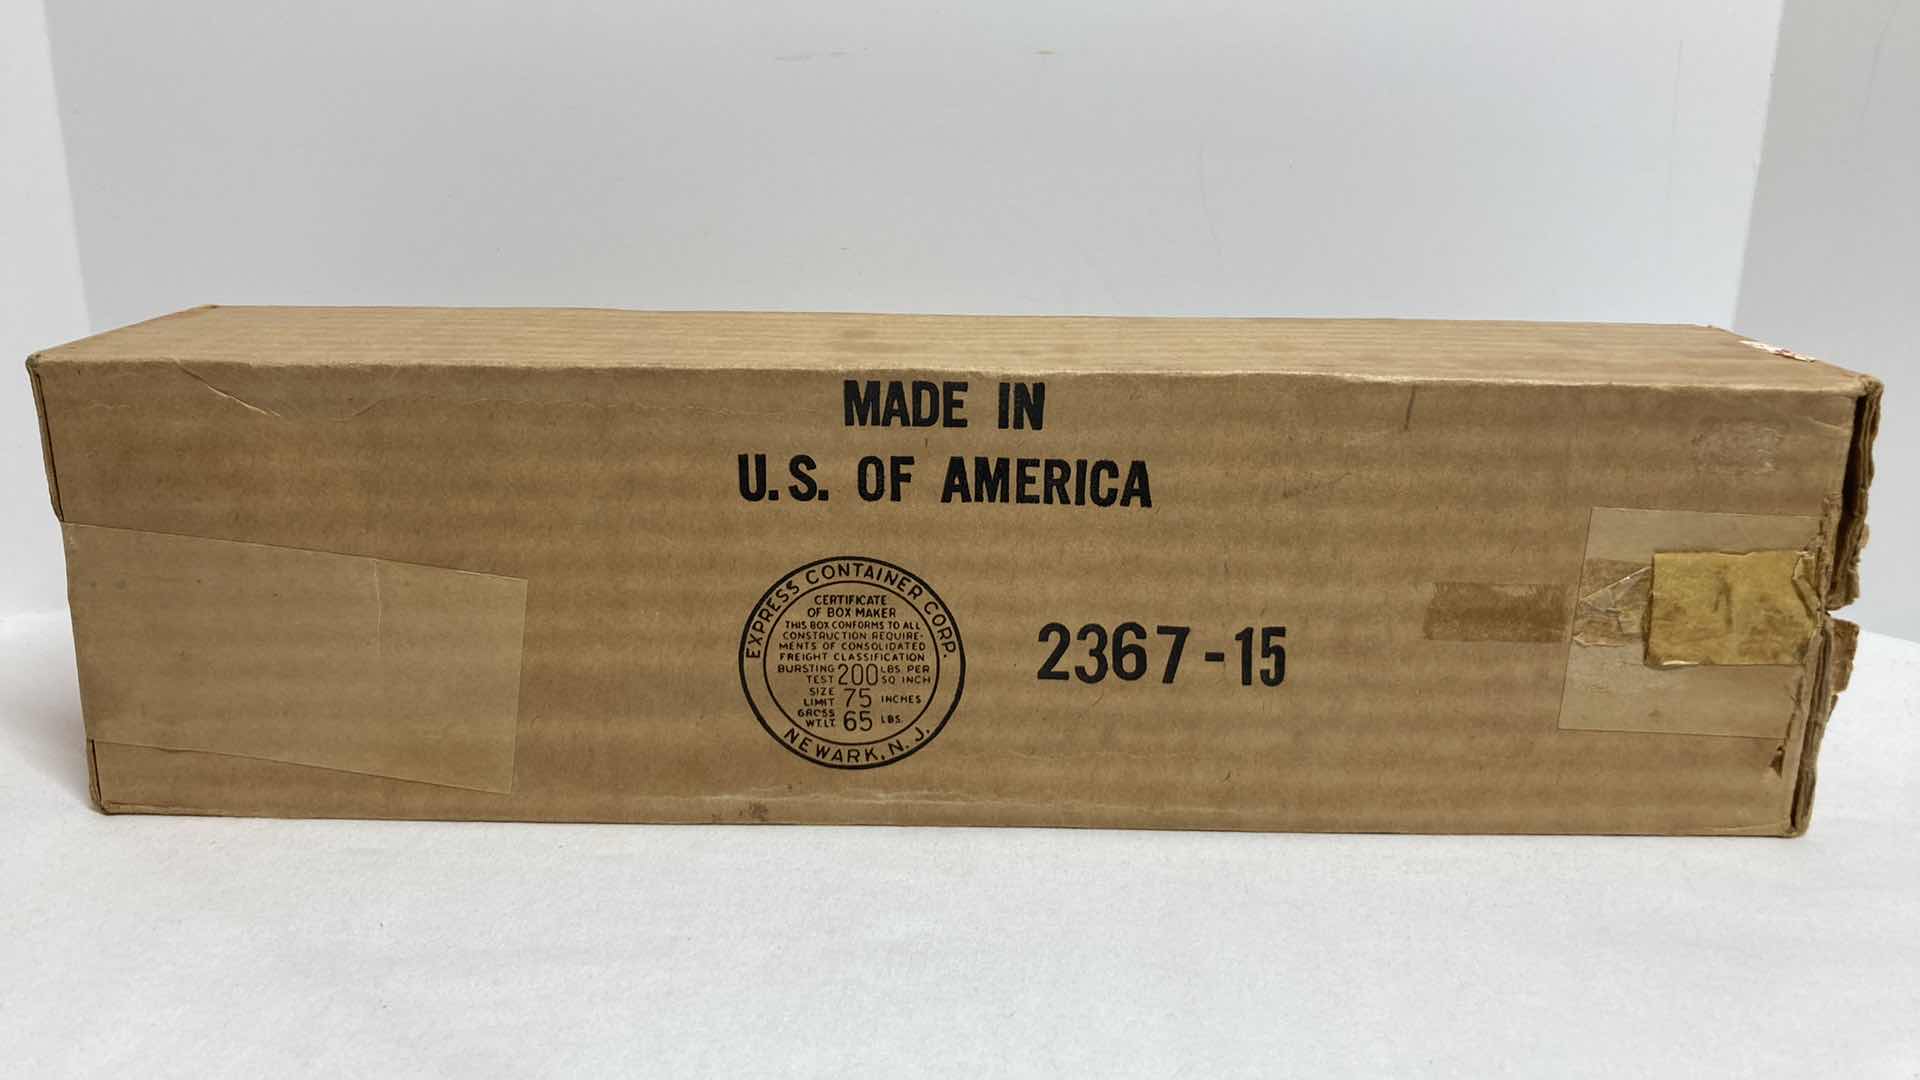 MADE IN
U.S. OF AMERICA
EXPRESS CONTAINER CORP.
CERTIFICATE
OF BOX MAKER
THIS BOX CONFORMS TO ALL
CONSTRUCTION REQUIRE-
MENTS OF CONSOLIDATED
FREIGHT CLASSIFICATION
BURSTING TEST 200 LBS. PER SQ INCH
SIZE LIMIT 75 INCHES
GROSS WT. LT. 65 LBS.
NEWARK, N. J.
2367-15